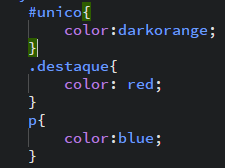 #unico{
    color:darkorange;
}
.destaque{
    color: red;
}
p{
    color:blue;
}